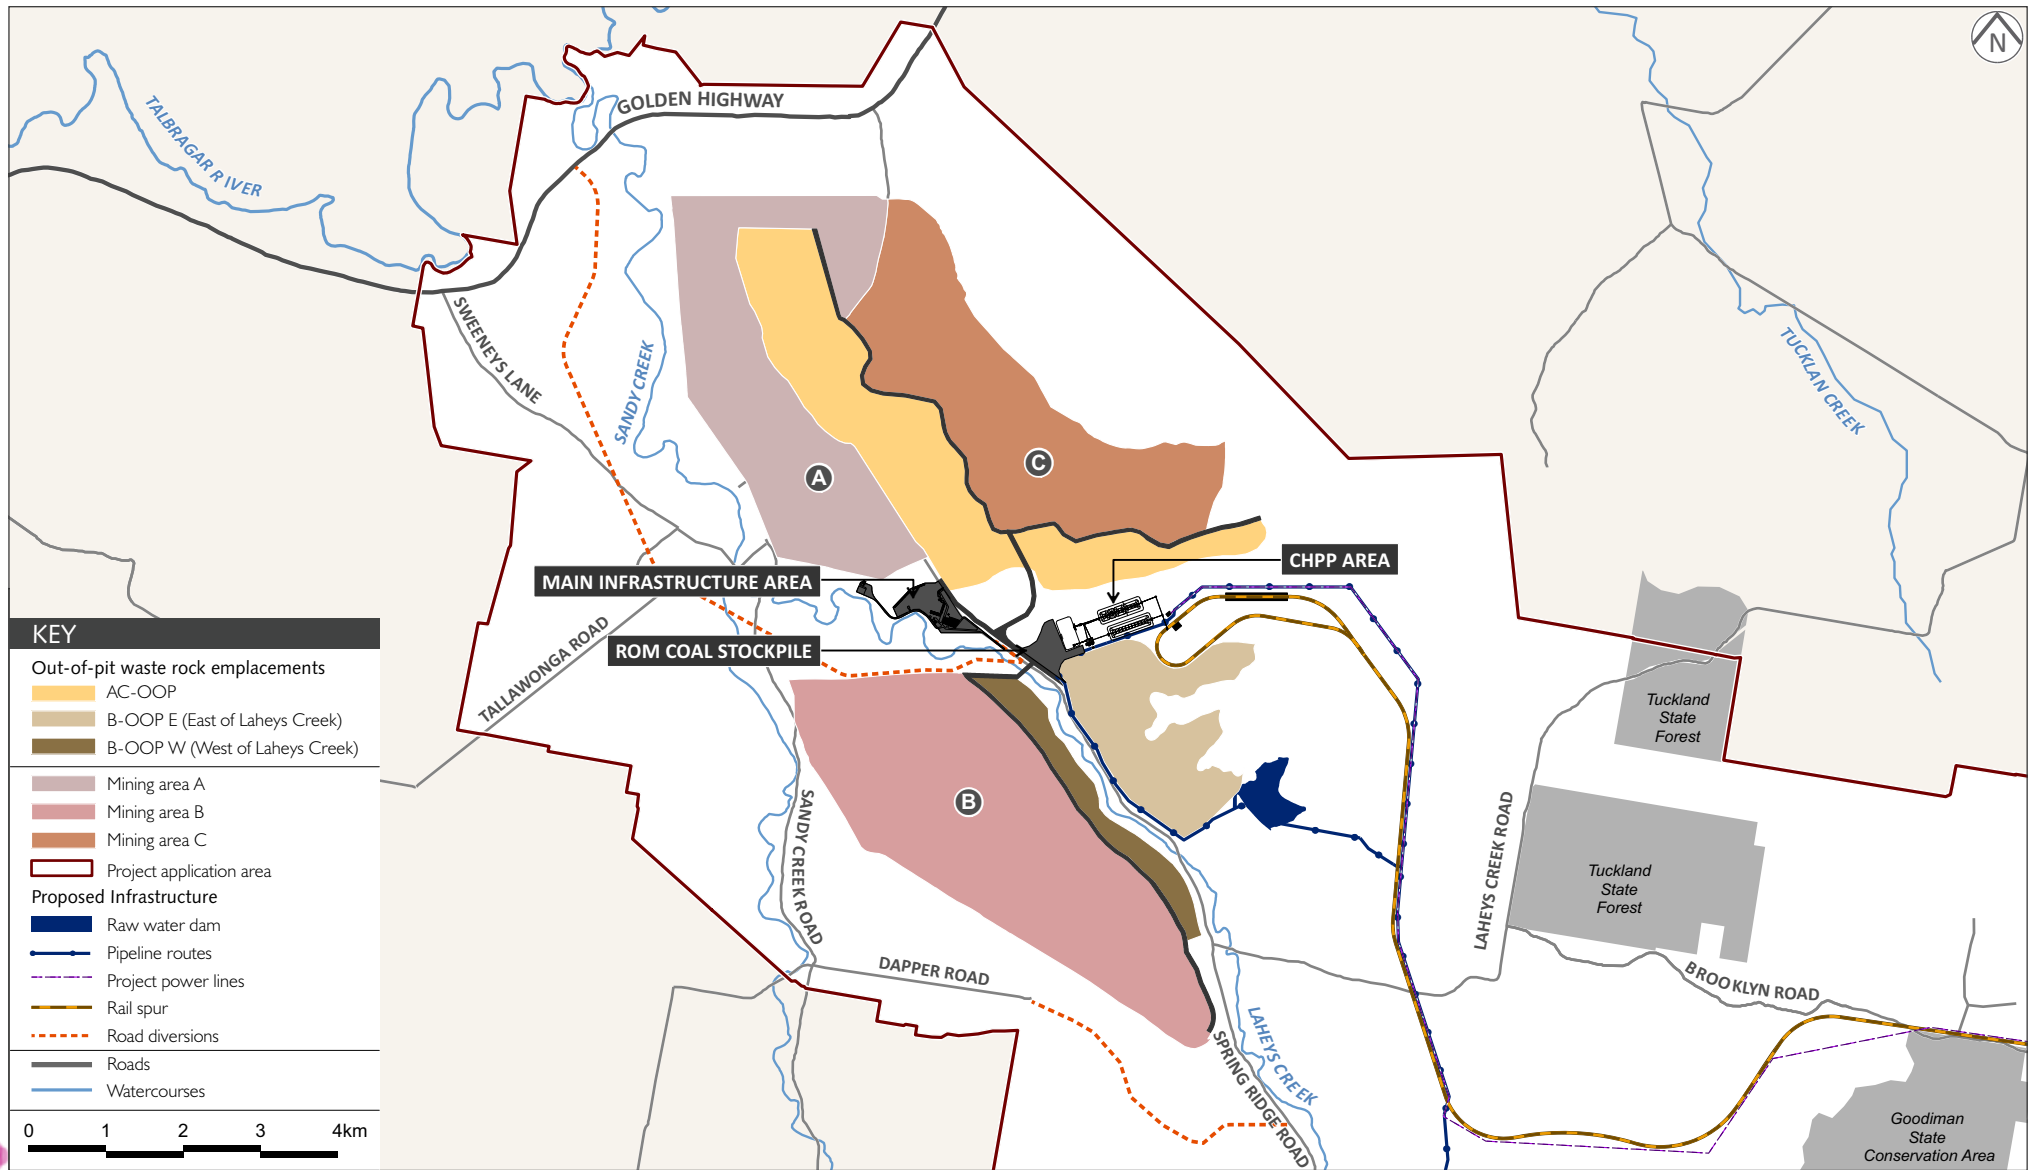 N
TALBRAGAR RIVER
GOLDEN HIGHWAY
SWEENEYS LANE
SANDY CREEK
TUCKLAN CREEK
A
C
MAIN INFRASTRUCTURE AREA
CHPP AREA
ROM COAL STOCKPILE
TALLAWONGA ROAD
B
SANDY CREEK ROAD
DAPPER ROAD
LAHEYS CREEK
SPRING RIDGE ROAD
LAHEYS CREEK ROAD
BROOKLYN ROAD
Tuckland
State
Forest
Tuckland
State
Forest
Goodiman
State
Conservation Area
KEY
Out-of-pit waste rock emplacements
AC-OOP
B-OOP E (East of Laheys Creek)
B-OOP W (West of Laheys Creek)
Mining area A
Mining area B
Mining area C
Project application area
Proposed Infrastructure
Raw water dam
Pipeline routes
Project power lines
Rail spur
Road diversions
Roads
Watercourses
0 1 2 3 4km